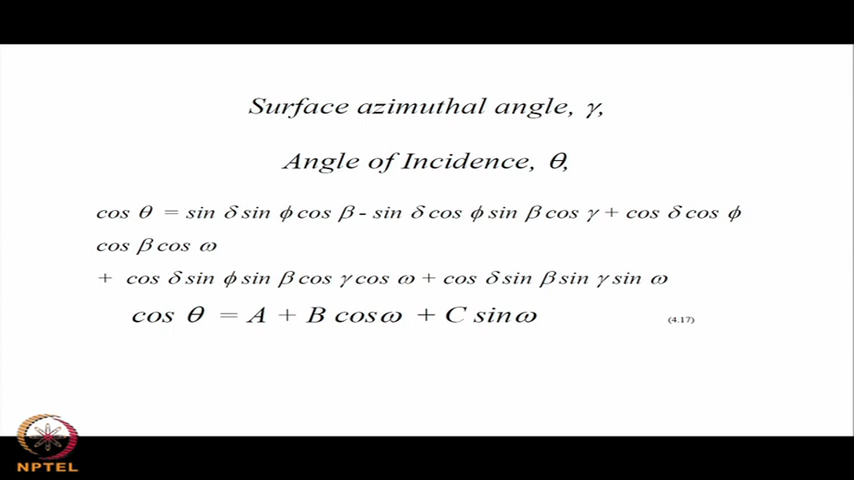 Surface azimuthal angle, γ,
Angle of Incidence, θ,
cos θ = sin δ sin ϕ cos β - sin δ cos ϕ sin β cos γ + cos δ cos ϕ
cos β cos ω
+ cos δ sin ϕ sin β cos γ cos ω + cos δ sin β sin γ sin ω
cos θ = A + B cosω + C sinω (4.17)
NPTEL